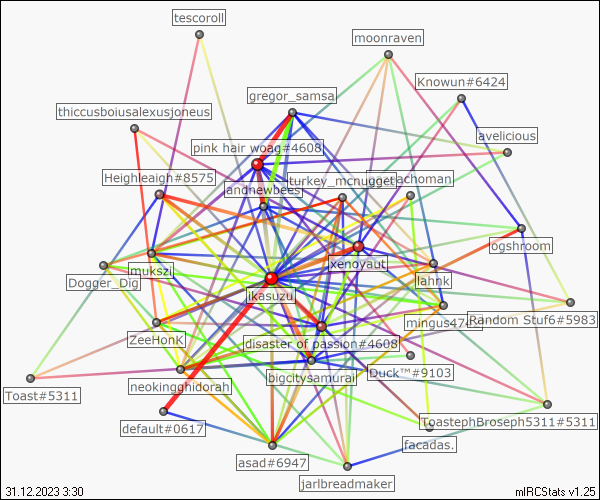 tescoroll
moonraven
Knowun#6424
gregor_samsa
thiccusboiusalexusjoneus
avelicious
pink hair woag#4608
Heighleaigh#8575
turkey_mcnugget
tachoman
andnewbees
ogshroom
xenoyaut
mukszi
lahnk
Dogger_Dig
ikasuzu
mingus474
Random Stuf6#5983
ZeeHonK
disaster of passion#4608
Duck™#9103
bigcitysamurai
neokingghidorah
Toast#5311
ToastephBroseph5311#5311
default#0617
facadas.
asad#6947
jarlbreadmaker
31.12.2023 3:30
mIRCStats v1.25